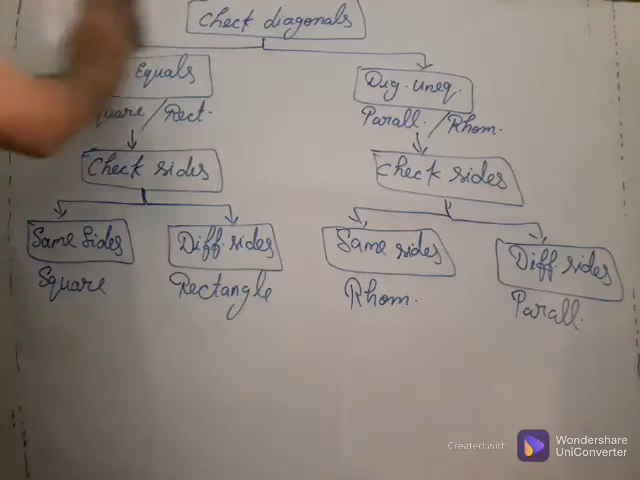 Check diagonals
Equals
Dig. uneq.
/Rect.
Parall./Rhom.
Check sides
Check sides
Same Sides
Diff. sides
Same sides
Diff. sides
Square
Rectangle
Rhom.
Parall.
Created with
Wondershare
UniConverter